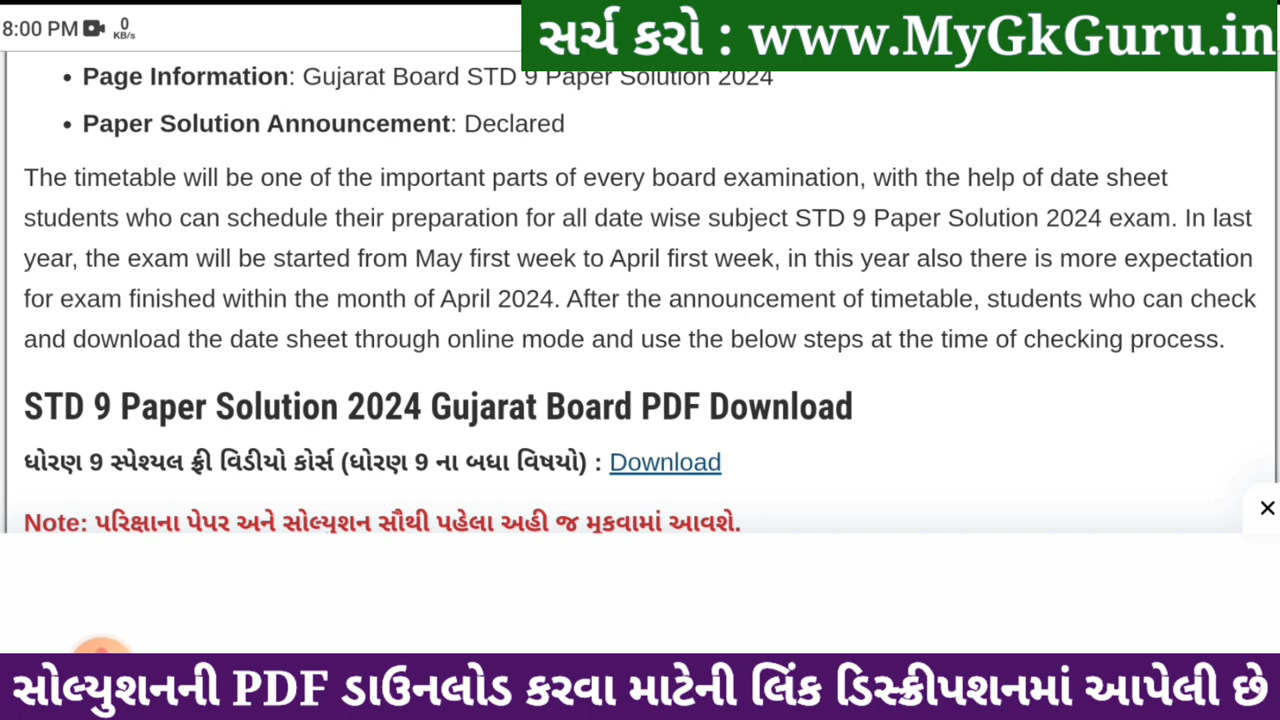 8:00 PM 0 KB/s
સર્ચ કરો : www.MyGkGuru.in
• Page Information: Gujarat Board STD 9 Paper Solution 2024
• Paper Solution Announcement: Declared
The timetable will be one of the important parts of every board examination, with the help of date sheet
students who can schedule their preparation for all date wise subject STD 9 Paper Solution 2024 exam. In last
year, the exam will be started from May first week to April first week, in this year also there is more expectation
for exam finished within the month of April 2024. After the announcement of timetable, students who can check
and download the date sheet through online mode and use the below steps at the time of checking process.
STD 9 Paper Solution 2024 Gujarat Board PDF Download
ધોરણ 9 સ્પેશ્યલ ફ્રી વિડીયો કોર્સ (ધોરણ 9 ના બધા વિષયો) : Download
Note: પરિક્ષાના પેપર અને સોલ્યુશન સૌથી પહેલા અહી જ મૂકવામાં આવશે.
સોલ્યુશનની PDF ડાઉનલોડ કરવા માટેની લિંક ડિસ્ક્રીપશનમાં આપેલી છે